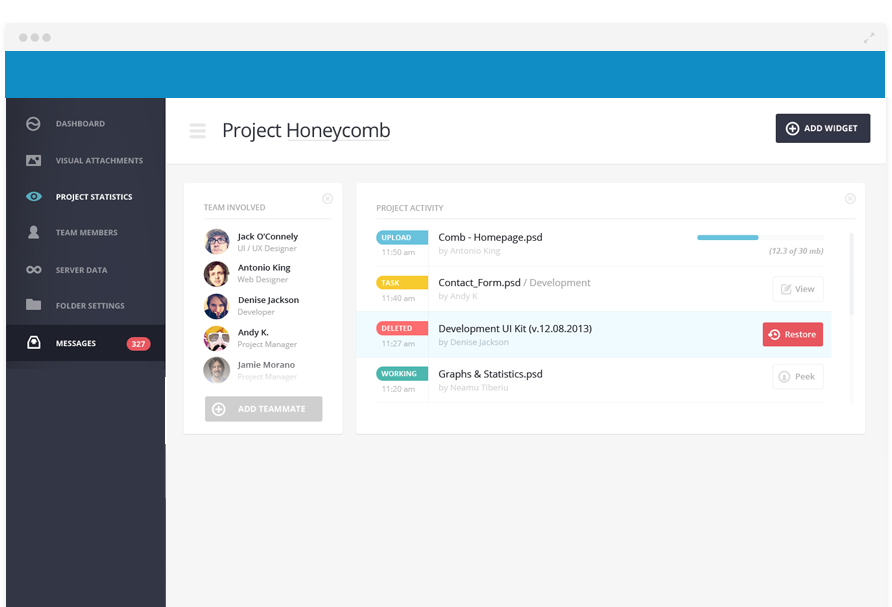 DASHBOARD
VISUAL ATTACHMENTS
PROJECT STATISTICS
TEAM MEMBERS
SERVER DATA
FOLDER SETTINGS
MESSAGES 327
Project Honeycomb
ADD WIDGET
TEAM INVOLVED
Jack O'Connely
UI / UX Designer
Antonio King
Web Designer
Denise Jackson
Developer
Andy K.
Project Manager
Jamie Morano
Project Manager
ADD TEAMMATE
PROJECT ACTIVITY
UPLOAD Comb - Homepage.psd
11:50 am by Antonio King (12.3 of 30 mb)
TASK Contact_Form.psd / Development View
11:40 am by Andy K
DELETED Development UI Kit (v.12.08.2013) Restore
11:27 am by Denise Jackson
WORKING Graphs & Statistics.psd Peek
11:20 am by Neamu Tiberiu